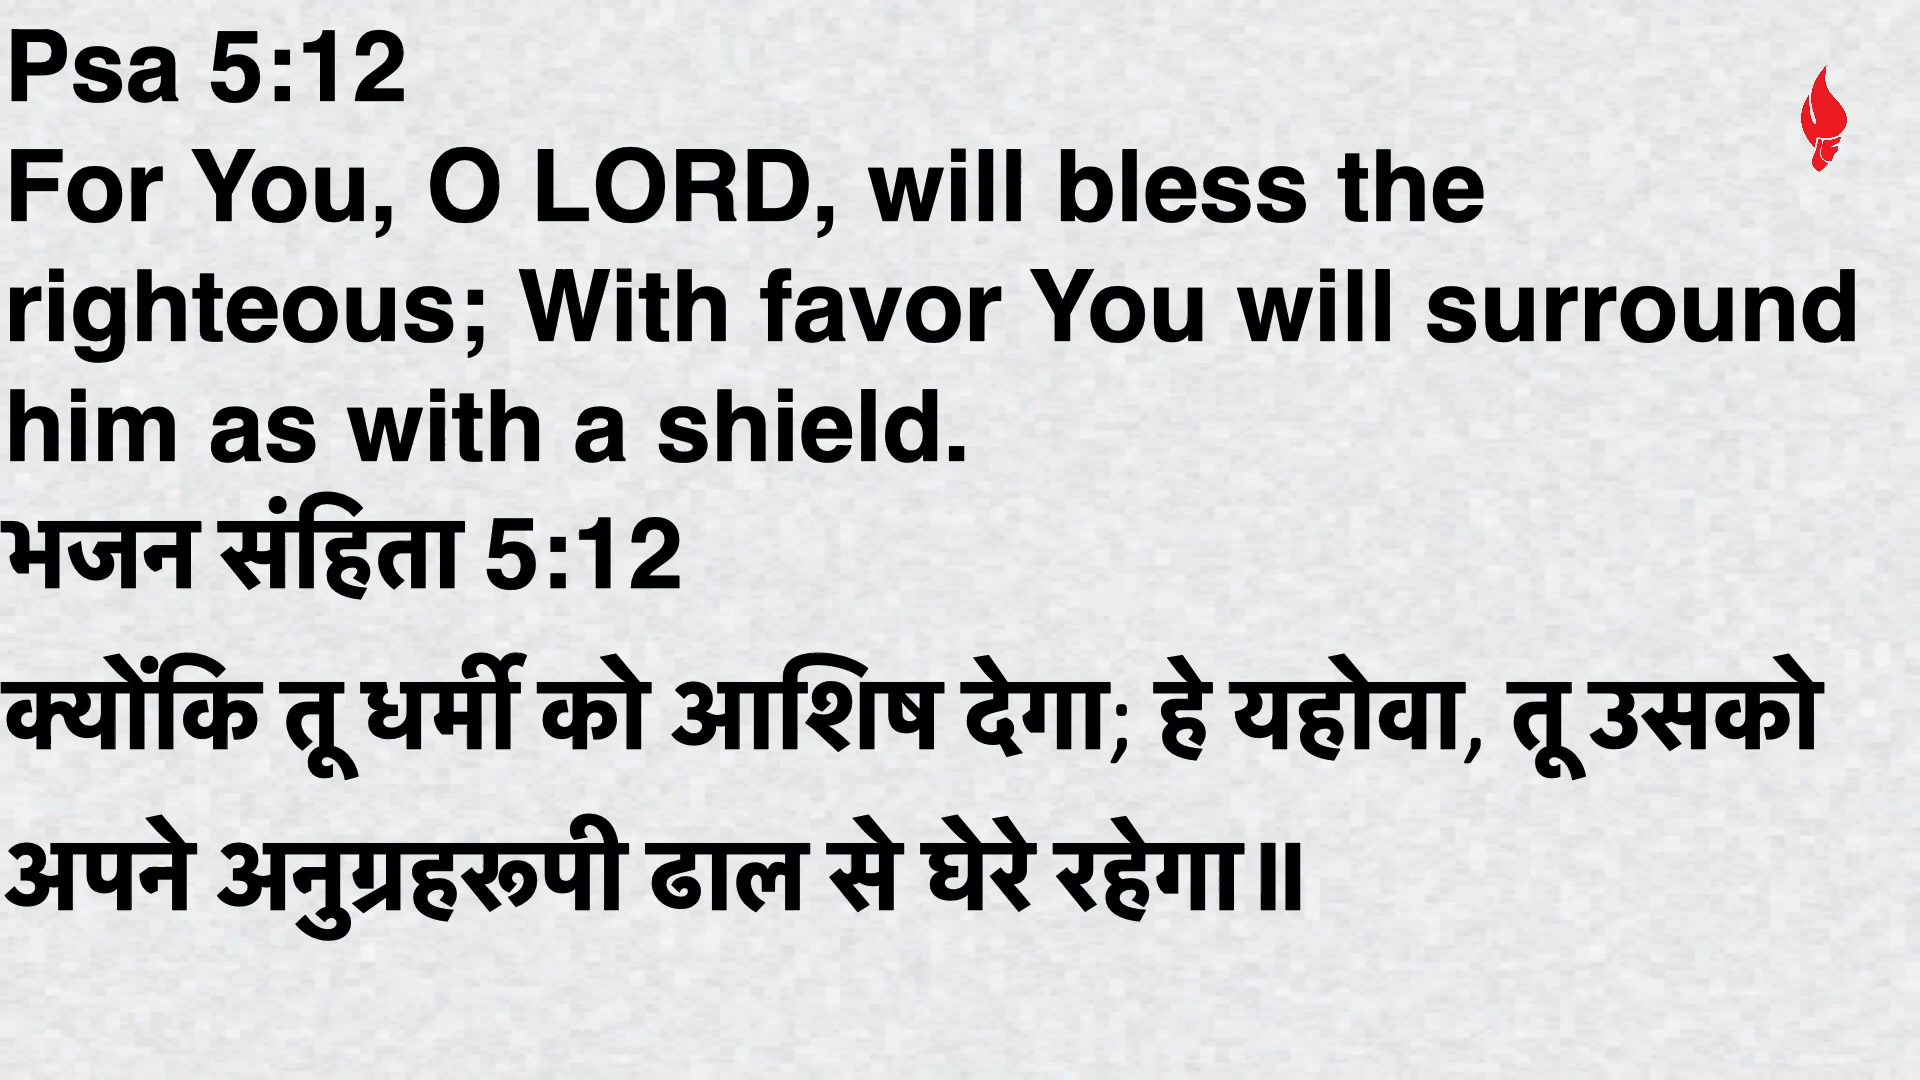 Psa 5:12
For You, O LORD, will bless the
righteous; With favor You will surround
him as with a shield.
भजन संहिता 5:12
क्योंकि तू धर्मी को आशिष देगा; हे यहोवा, तू उसको
अपने अनुग्रहरूपी ढाल से घेरे रहेगा॥